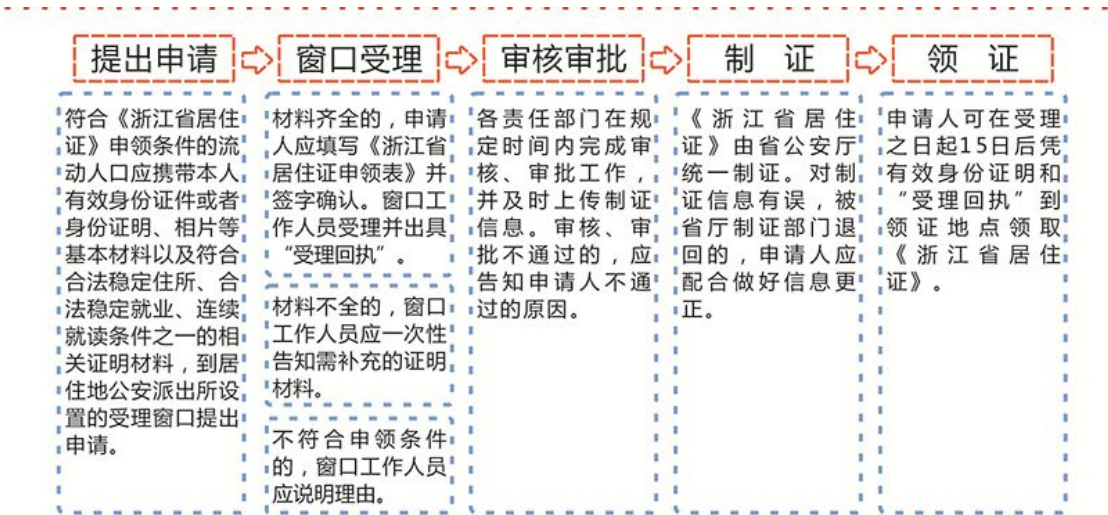 提出申请
窗口受理
审核审批
制 证
领 证
符合《浙江省居住
证》申领条件的流
动人口应携带本人
有效身份证件或者
身份证明、相片等
基本材料以及符合
合法稳定住所、合
法稳定就业、连续
就读条件之一的相
关证明材料，到居
住地公安派出所设
置的受理窗口提出
申请。
材料齐全的，申请
人应填写《浙江省
居住证申领表》并
签字确认。窗口工
作人员受理并出具
“受理回执”。
材料不全的，窗口
工作人员应一次性
告知需补充的证明
材料。
不符合申领条件
的，窗口工作人员
应说明理由。
各责任部门在规
定时间内完成审
核、审批工作，
并及时上传制证
信息。审核、审
批不通过的，应
告知申请人不通
过的原因。
《浙江省居住
证》由省公安厅
统一制证。对制
证信息有误，被
省厅制证部门退
回的，申请人应
配合做好信息更
正。
申请人可在受理
之日起15日后凭
有效身份证明和
“受理回执”到
领证地点领取
《浙江省居住
证》。